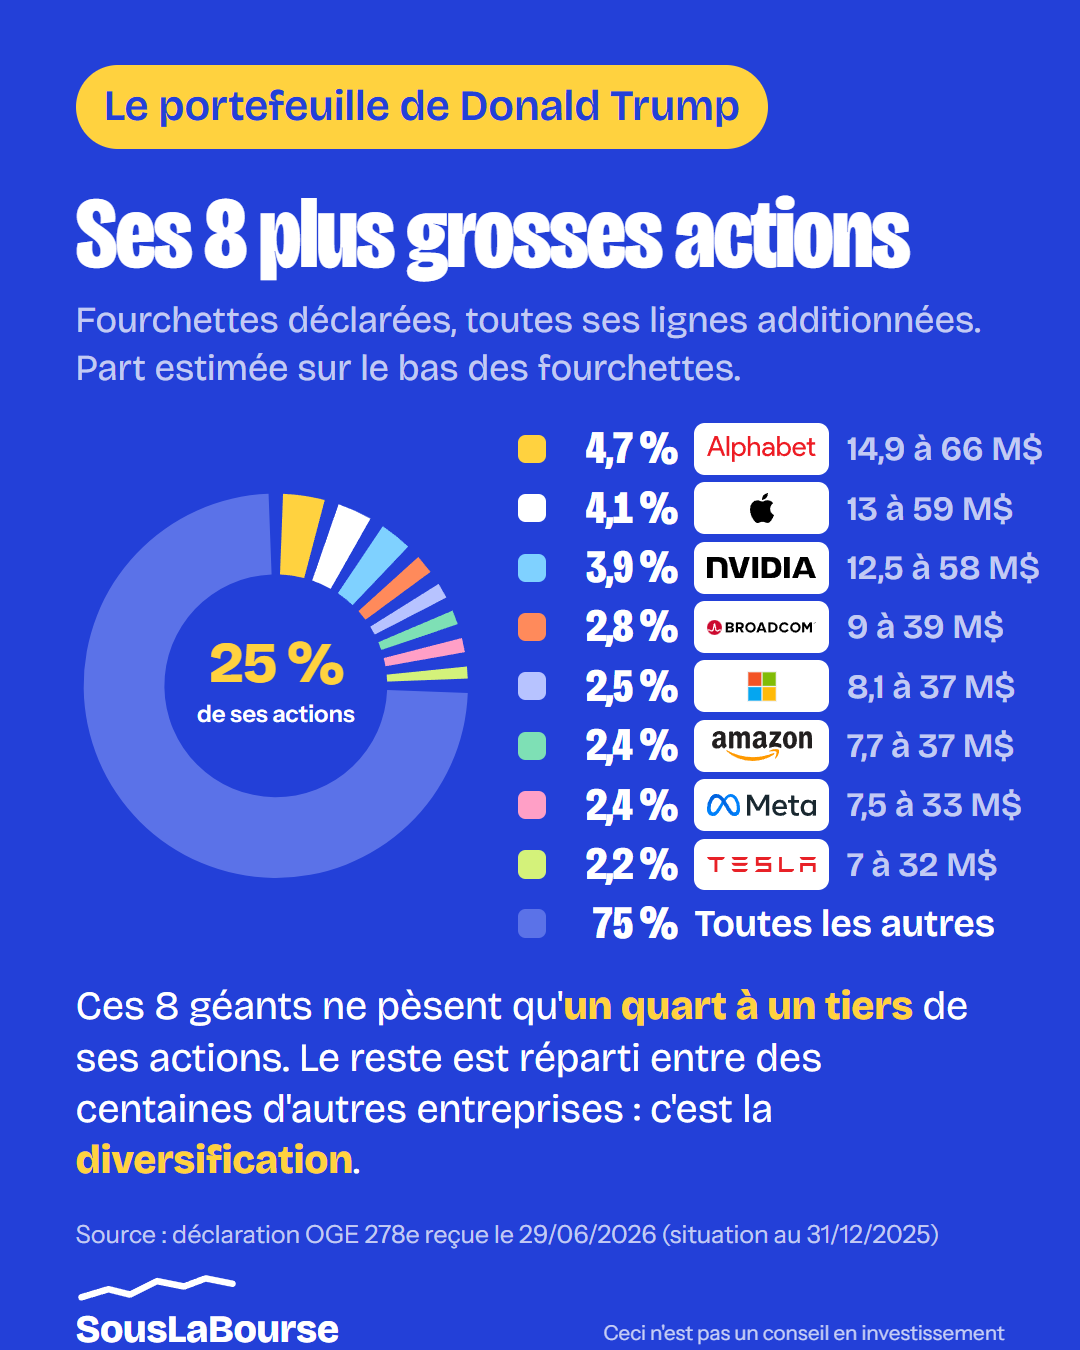 Le portefeuille de Donald Trump
Ses 8 plus grosses actions
Fourchettes déclarées, toutes ses lignes additionnées.
Part estimée sur le bas des fourchettes.
4,7 % Alphabet 14,9 à 66 M$
4,1 % 13 à 59 M$
3,9 % NVIDIA 12,5 à 58 M$
2,8 % BROADCOM 9 à 39 M$
2,5 % 8,1 à 37 M$
2,4 % amazon 7,7 à 37 M$
2,4 % Meta 7,5 à 33 M$
2,2 % TESLA 7 à 32 M$
75 % Toutes les autres
25 %
de ses actions
Ces 8 géants ne pèsent qu'un quart à un tiers de
ses actions. Le reste est réparti entre des
centaines d'autres entreprises : c'est la
diversification.
Source : déclaration OGE 278e reçue le 29/06/2026 (situation au 31/12/2025)
SousLaBourse
Ceci n'est pas un conseil en investissement